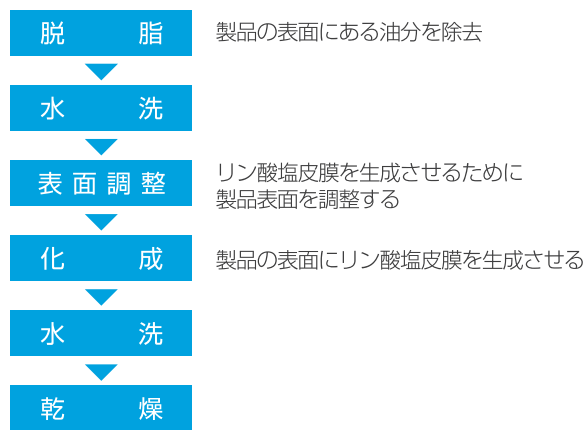 脱脂
製品の表面にある油分を除去
水洗
表面調整
リン酸塩皮膜を生成させるために
製品表面を調整する
化成
製品の表面にリン酸塩皮膜を生成させる
水洗
乾燥